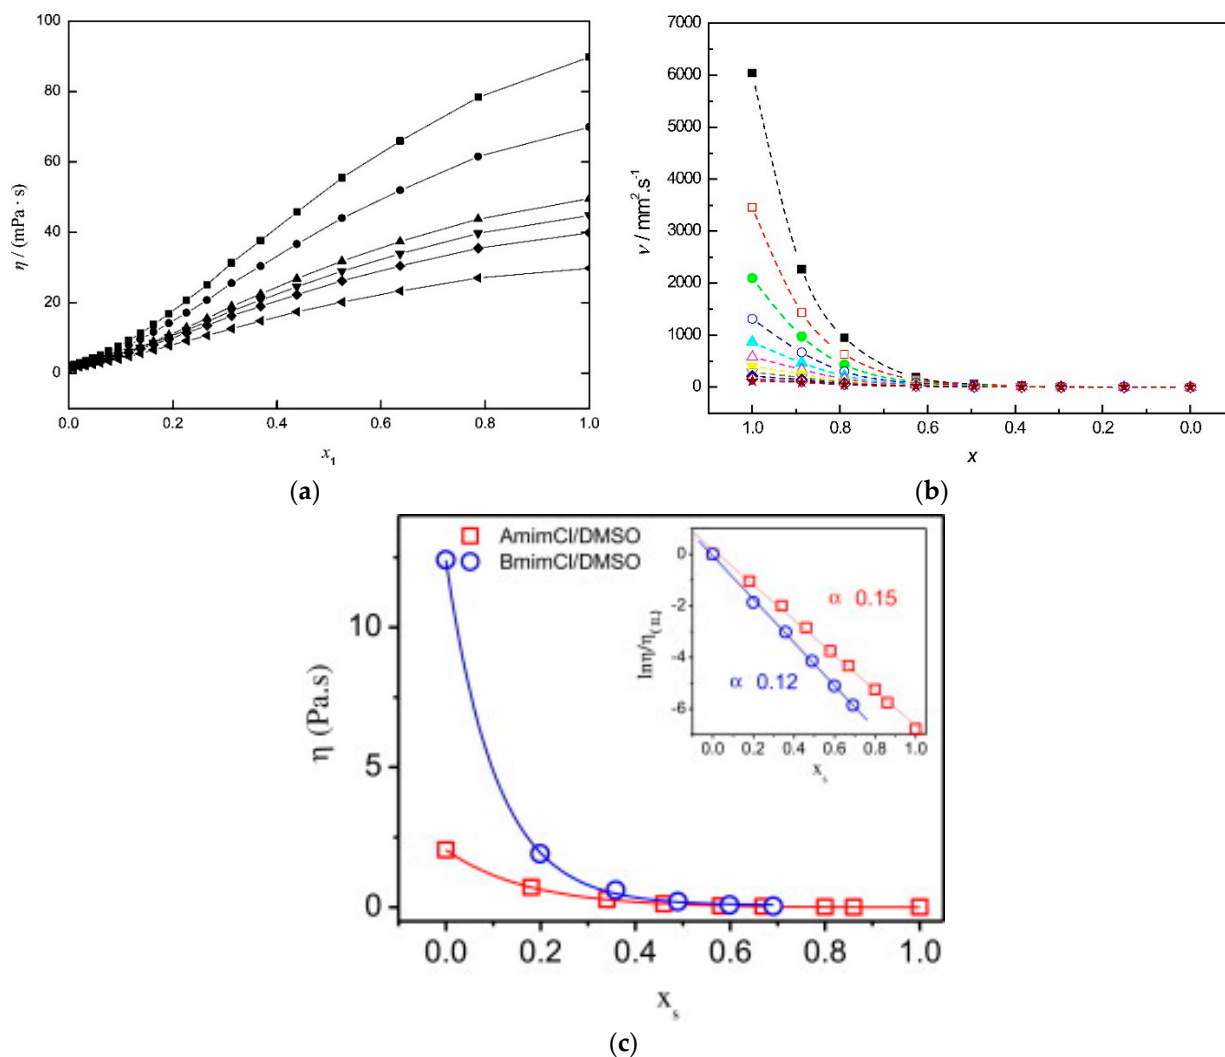 100
80
60
40
20
0
η / (mPa · s)
0.0 0.2 0.4 0.6 0.8 1.0
x₁
(a)
7000
6000
5000
4000
3000
2000
1000
0
ν / mm².s⁻¹
1.0 0.8 0.6 0.4 0.2 0.0
x
(b)
AmimCl/DMSO
BmimCl/DMSO
10
5
0
η (Pa.s)
0.0 0.2 0.4 0.6 0.8 1.0
xₛ
0
-2
-4
-6
lnη/η(IL)
α 0.15
α 0.12
0.0 0.2 0.4 0.6 0.8 1.0
xₛ
(c)